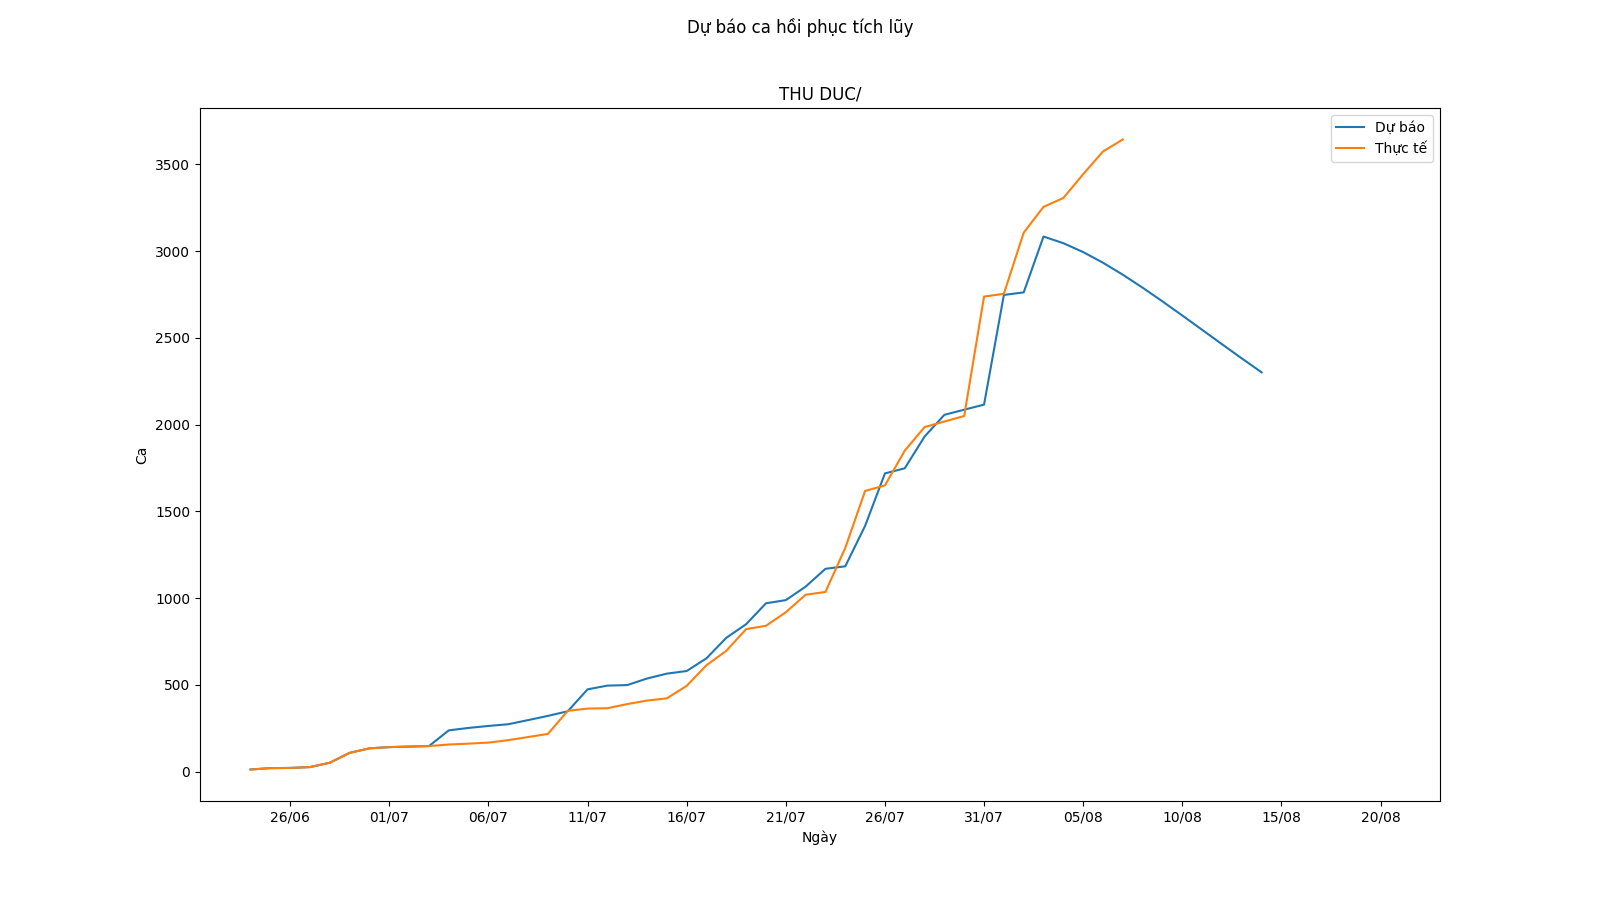 Dự báo ca hồi phục tích lũy
THU DUC/
Dự báo
Thực tế
3500
3000
2500
2000
1500
1000
500
0
Ca
26/06 01/07 06/07 11/07 16/07 21/07 26/07 31/07 05/08 10/08 15/08 20/08
Ngày